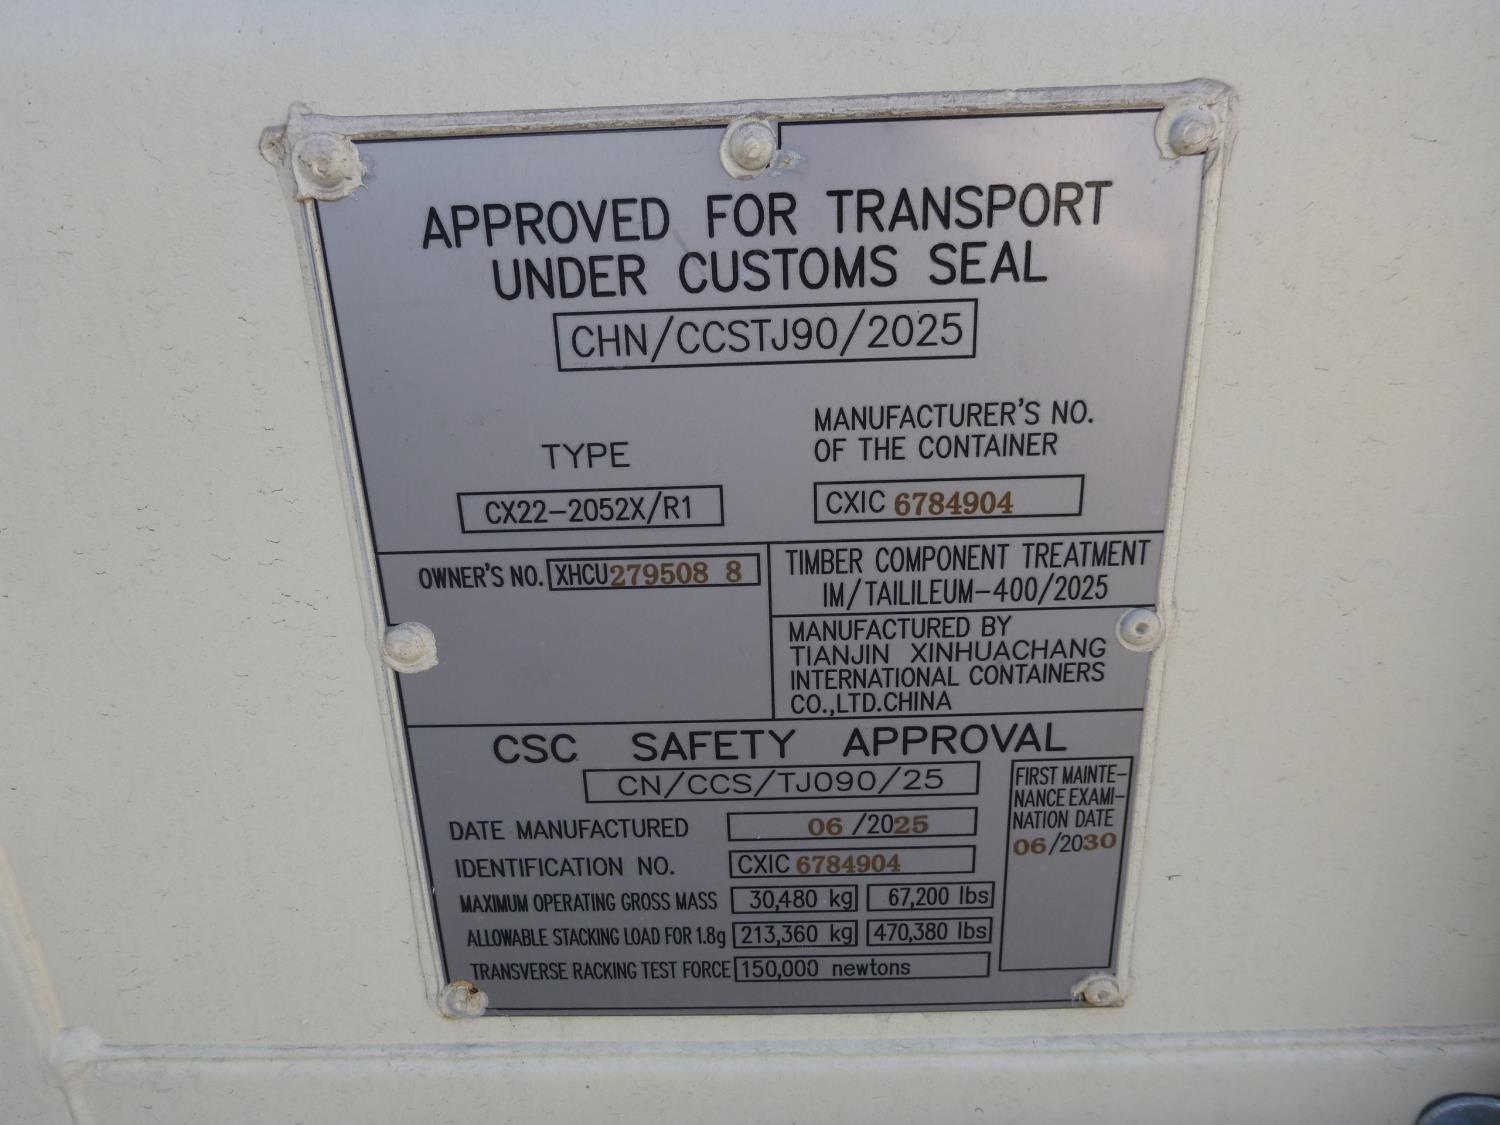 APPROVED FOR TRANSPORT
UNDER CUSTOMS SEAL
CHN/CCSTJ90/2025
TYPE
CX22-2052X/R1
MANUFACTURER'S NO.
OF THE CONTAINER
CXIC 6784904
OWNER'S NO. XHCU279508 8
TIMBER COMPONENT TREATMENT
IM/TAILILEUM-400/2025
MANUFACTURED BY
TIANJIN XINHUACHANG
INTERNATIONAL CONTAINERS
CO.,LTD.CHINA
CSC SAFETY APPROVAL
CN/CCS/TJ090/25
DATE MANUFACTURED 06 /2025
IDENTIFICATION NO. CXIC 6784904
MAXIMUM OPERATING GROSS MASS 30,480 kg 67,200 lbs
ALLOWABLE STACKING LOAD FOR 1.8g 213,360 kg 470,380 lbs
TRANSVERSE RACKING TEST FORCE 150,000 newtons
FIRST MAINTE-
NANCE EXAMI-
NATION DATE
06/2030